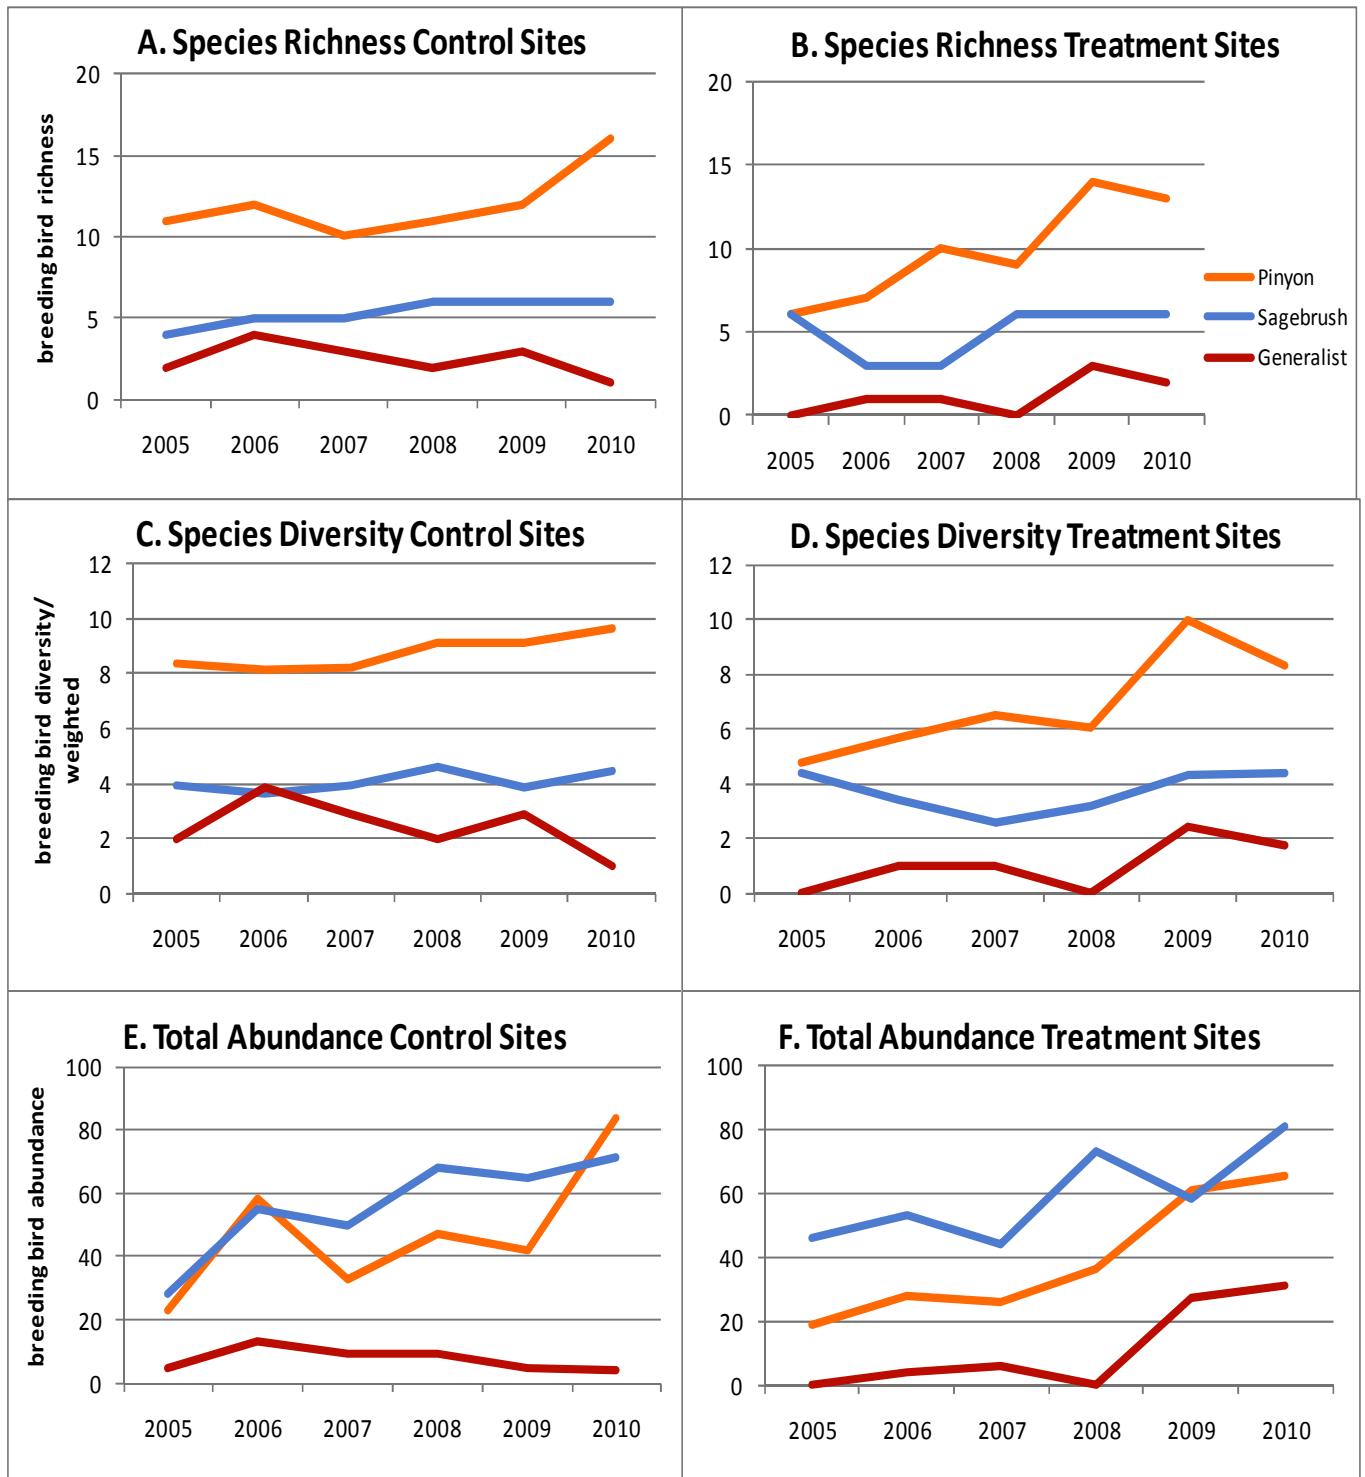 A. Species Richness Control Sites
breeding bird richness
20
15
10
5
0
2005 2006 2007 2008 2009 2010
B. Species Richness Treatment Sites
20
15
10
5
0
2005 2006 2007 2008 2009 2010
Pinyon
Sagebrush
Generalist
C. Species Diversity Control Sites
breeding bird diversity/
weighted
12
10
8
6
4
2
0
2005 2006 2007 2008 2009 2010
D. Species Diversity Treatment Sites
12
10
8
6
4
2
0
2005 2006 2007 2008 2009 2010
E. Total Abundance Control Sites
breeding bird abundance
100
80
60
40
20
0
2005 2006 2007 2008 2009 2010
F. Total Abundance Treatment Sites
100
80
60
40
20
0
2005 2006 2007 2008 2009 2010